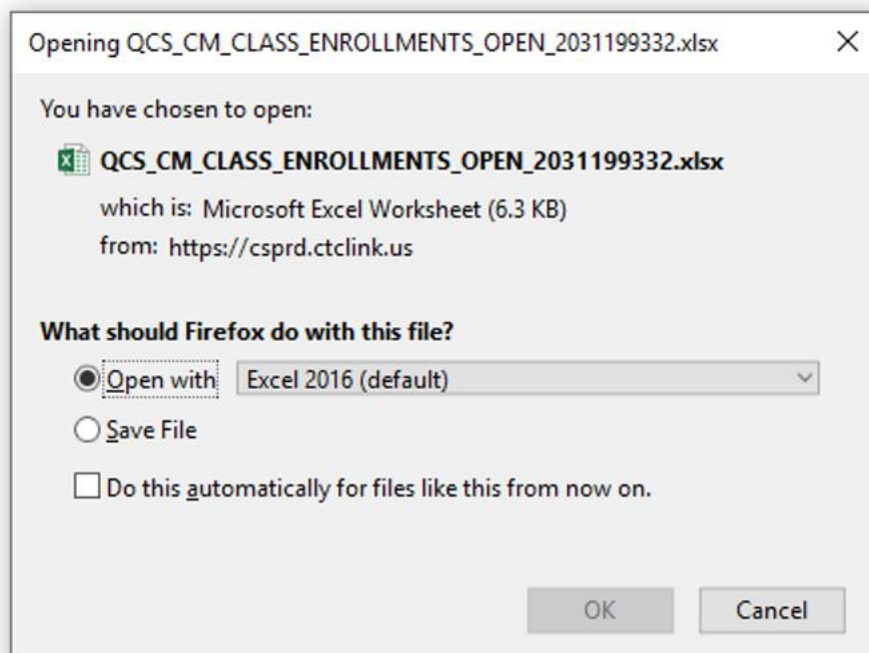 Opening QCS_CM_CLASS_ENROLLMENTS_OPEN_2031199332.xlsx
You have chosen to open:
QCS_CM_CLASS_ENROLLMENTS_OPEN_2031199332.xlsx
which is: Microsoft Excel Worksheet (6.3 KB)
from: https://csprd.ctclink.us
What should Firefox do with this file?
Open with Excel 2016 (default)
Save File
Do this automatically for files like this from now on.
OK Cancel